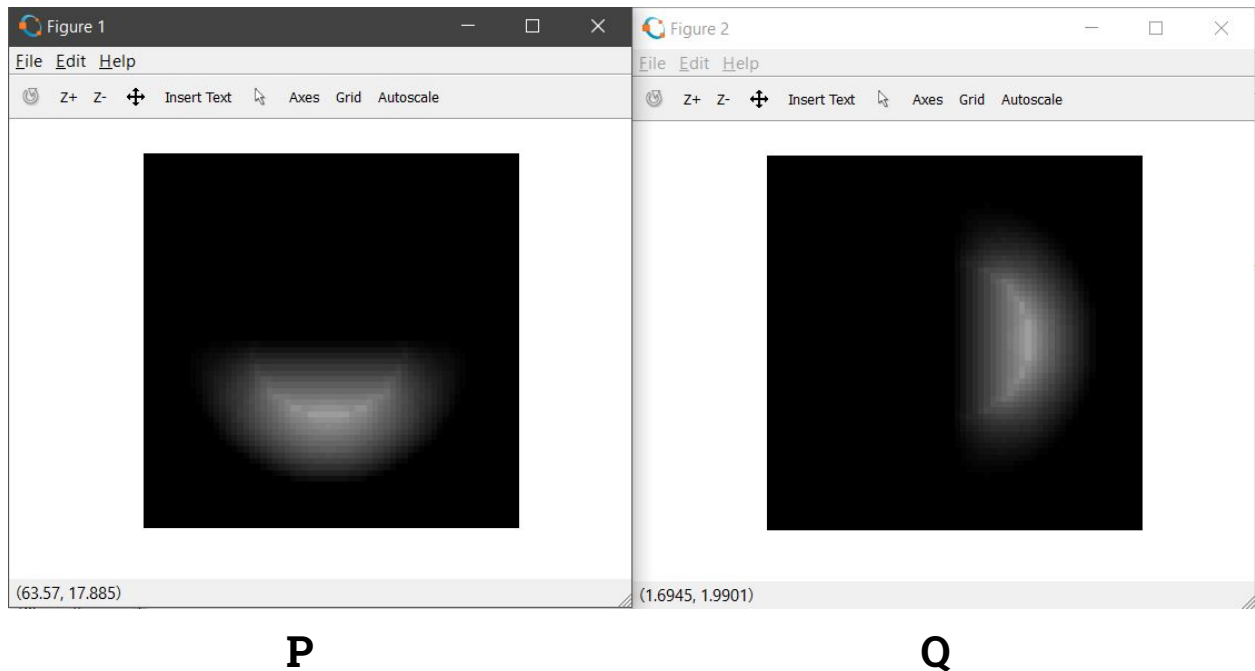 Figure 1
File Edit Help
Z+ Z- Insert Text Axes Grid Autoscale
(63.57, 17.885)
Figure 2
File Edit Help
Z+ Z- Insert Text Axes Grid Autoscale
(1.6945, 1.9901)
P
Q